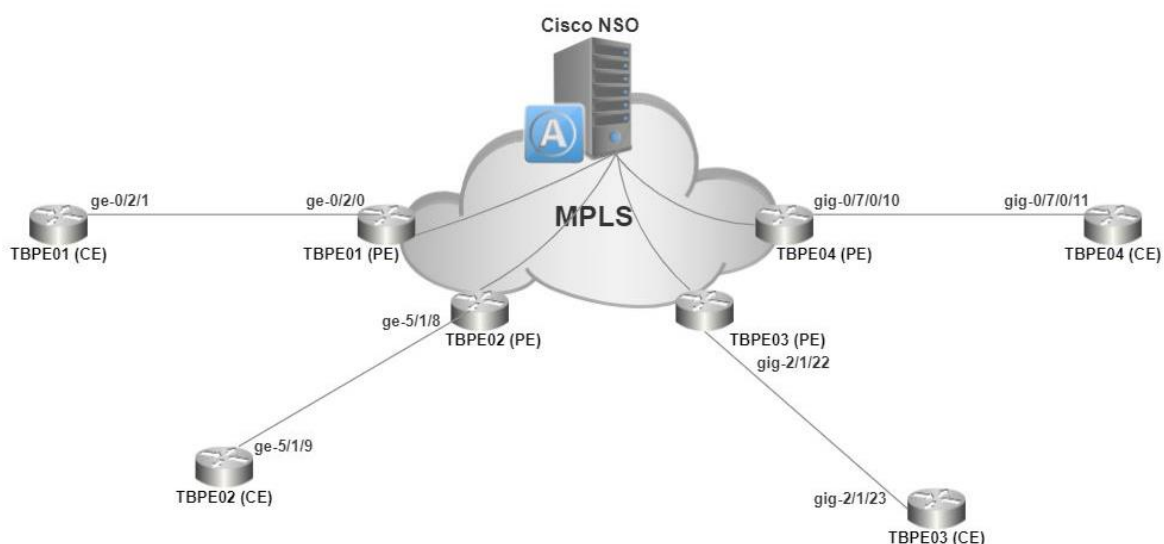 Cisco NSO
A
MPLS
ge-0/2/1
ge-0/2/0
gig-0/7/0/10
gig-0/7/0/11
TBPE01 (CE)
TBPE01 (PE)
TBPE04 (PE)
TBPE04 (CE)
ge-5/1/8
TBPE02 (PE)
TBPE03 (PE)
gig-2/1/22
ge-5/1/9
TBPE02 (CE)
gig-2/1/23
TBPE03 (CE)